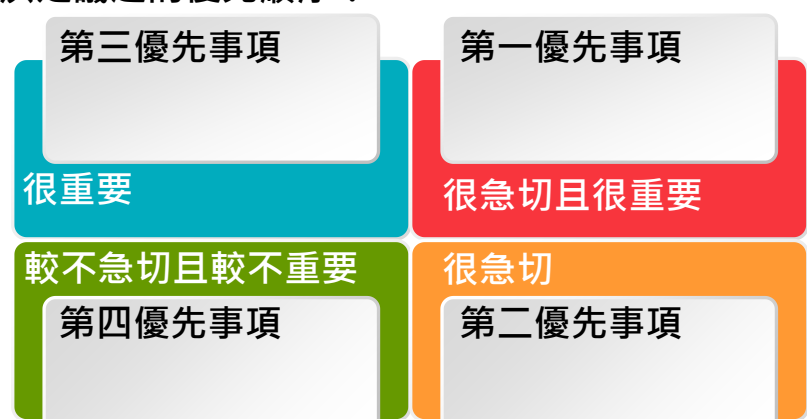 第三優先事項
第一優先事項
很重要
很急切且很重要
較不急切且較不重要
很急切
第四優先事項
第二優先事項